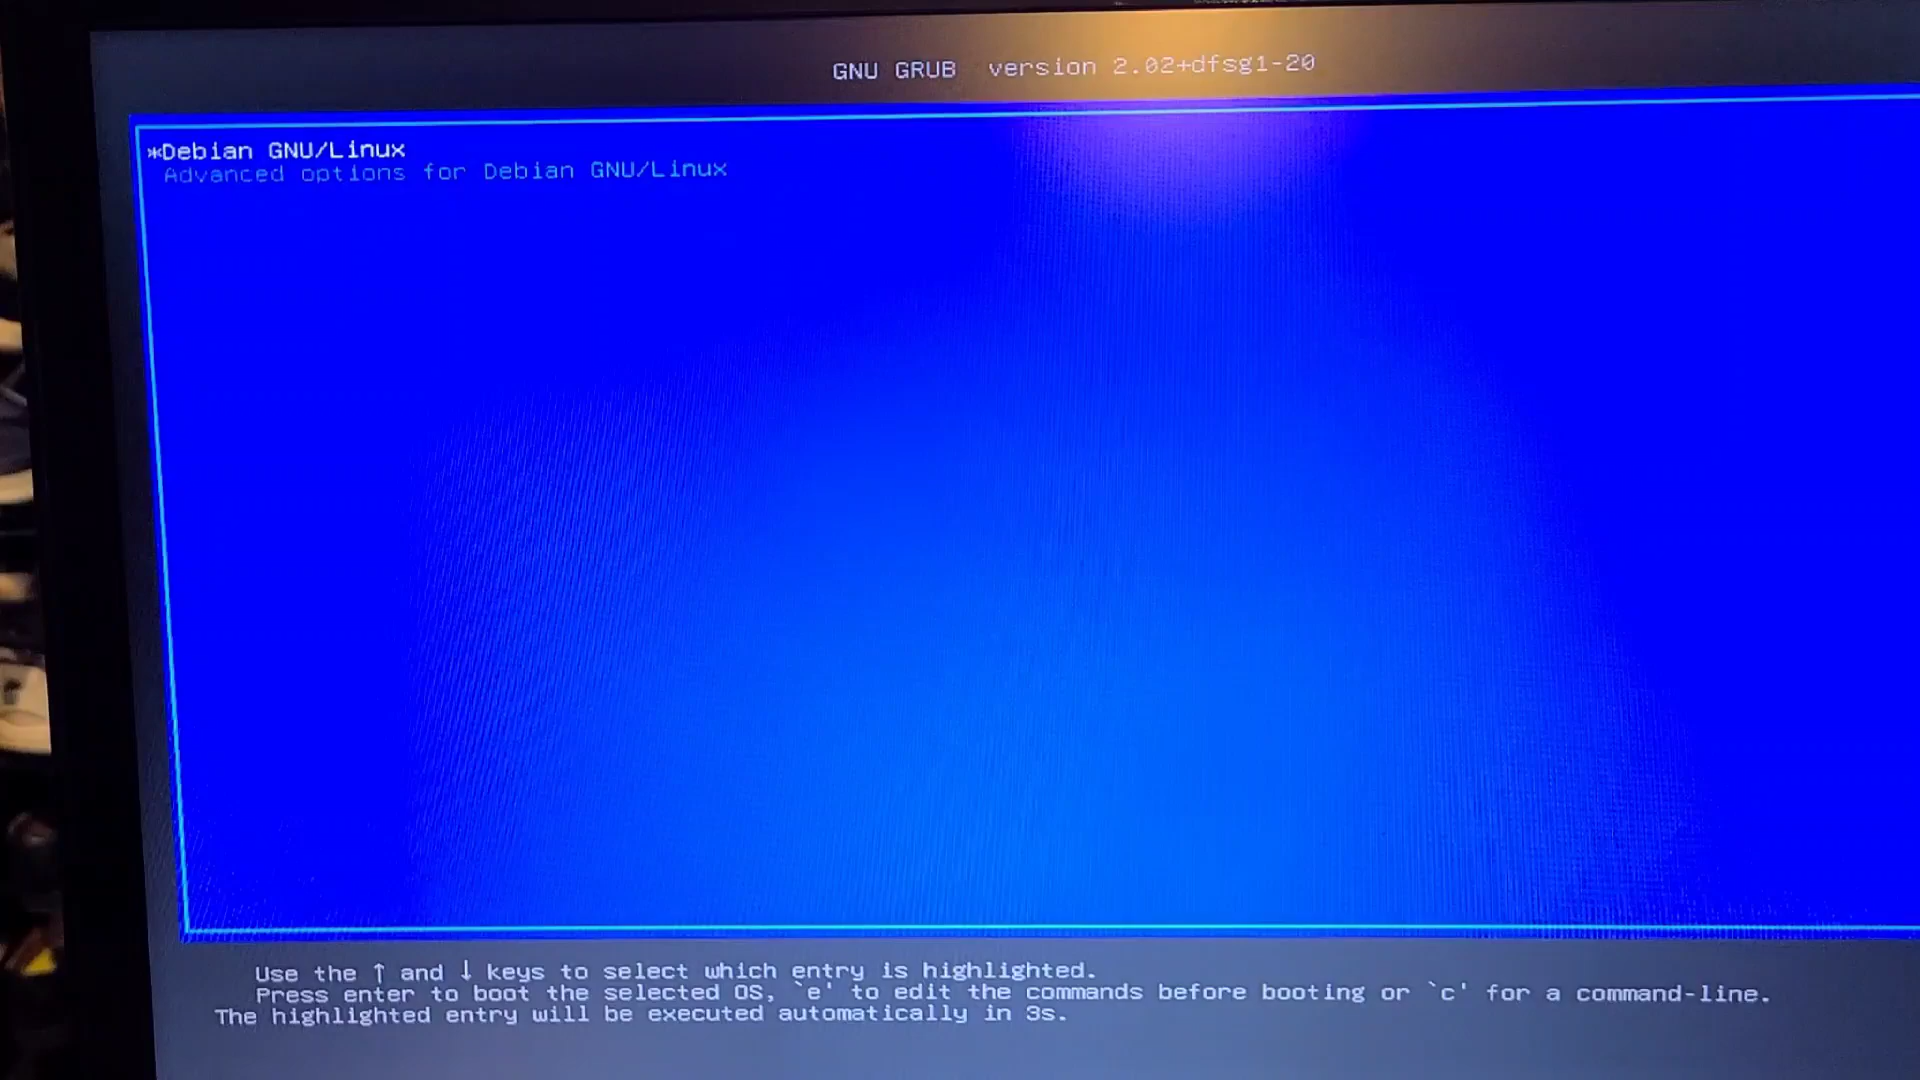 GNU GRUB  version 2.02+dfsg1-20
*Debian GNU/Linux
Advanced options for Debian GNU/Linux
Use the ↑ and ↓ keys to select which entry is highlighted.
Press enter to boot the selected OS, `e' to edit the commands before booting or `c' for a command-line.
The highlighted entry will be executed automatically in 3s.